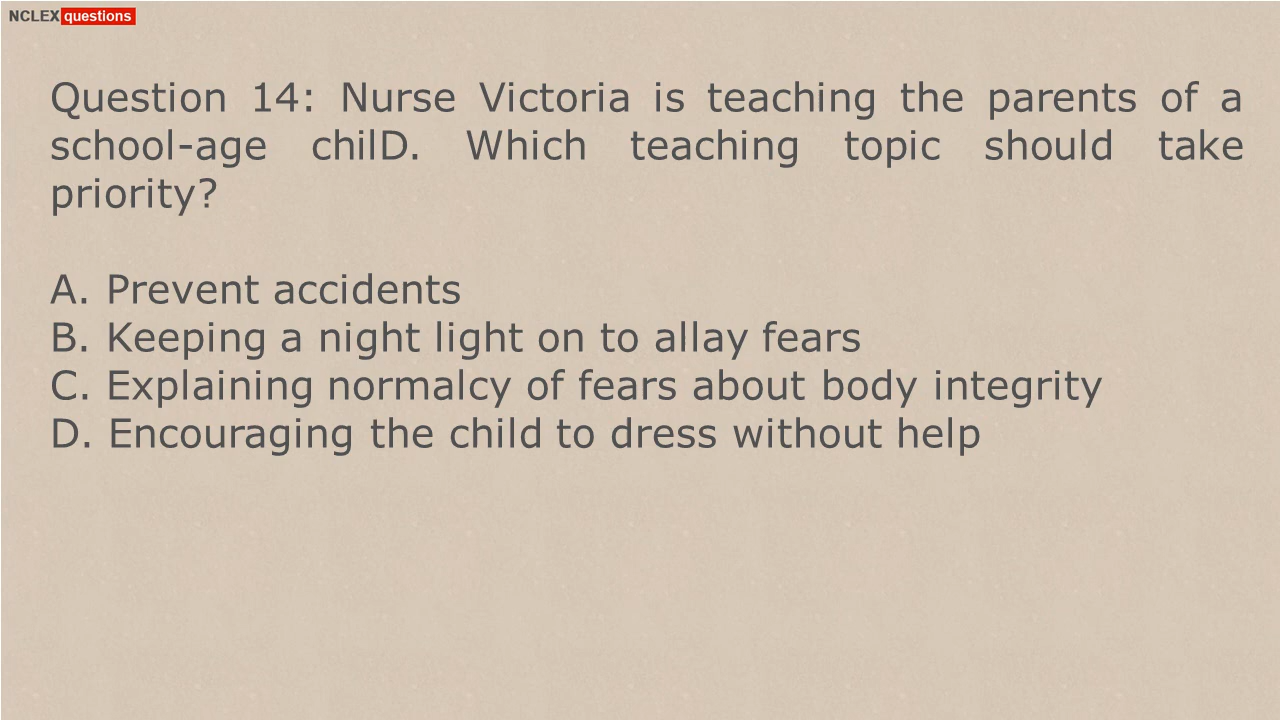 NCLEX questions
Question 14: Nurse Victoria is teaching the parents of a
school-age chilD. Which teaching topic should take
priority?
A. Prevent accidents
B. Keeping a night light on to allay fears
C. Explaining normalcy of fears about body integrity
D. Encouraging the child to dress without help